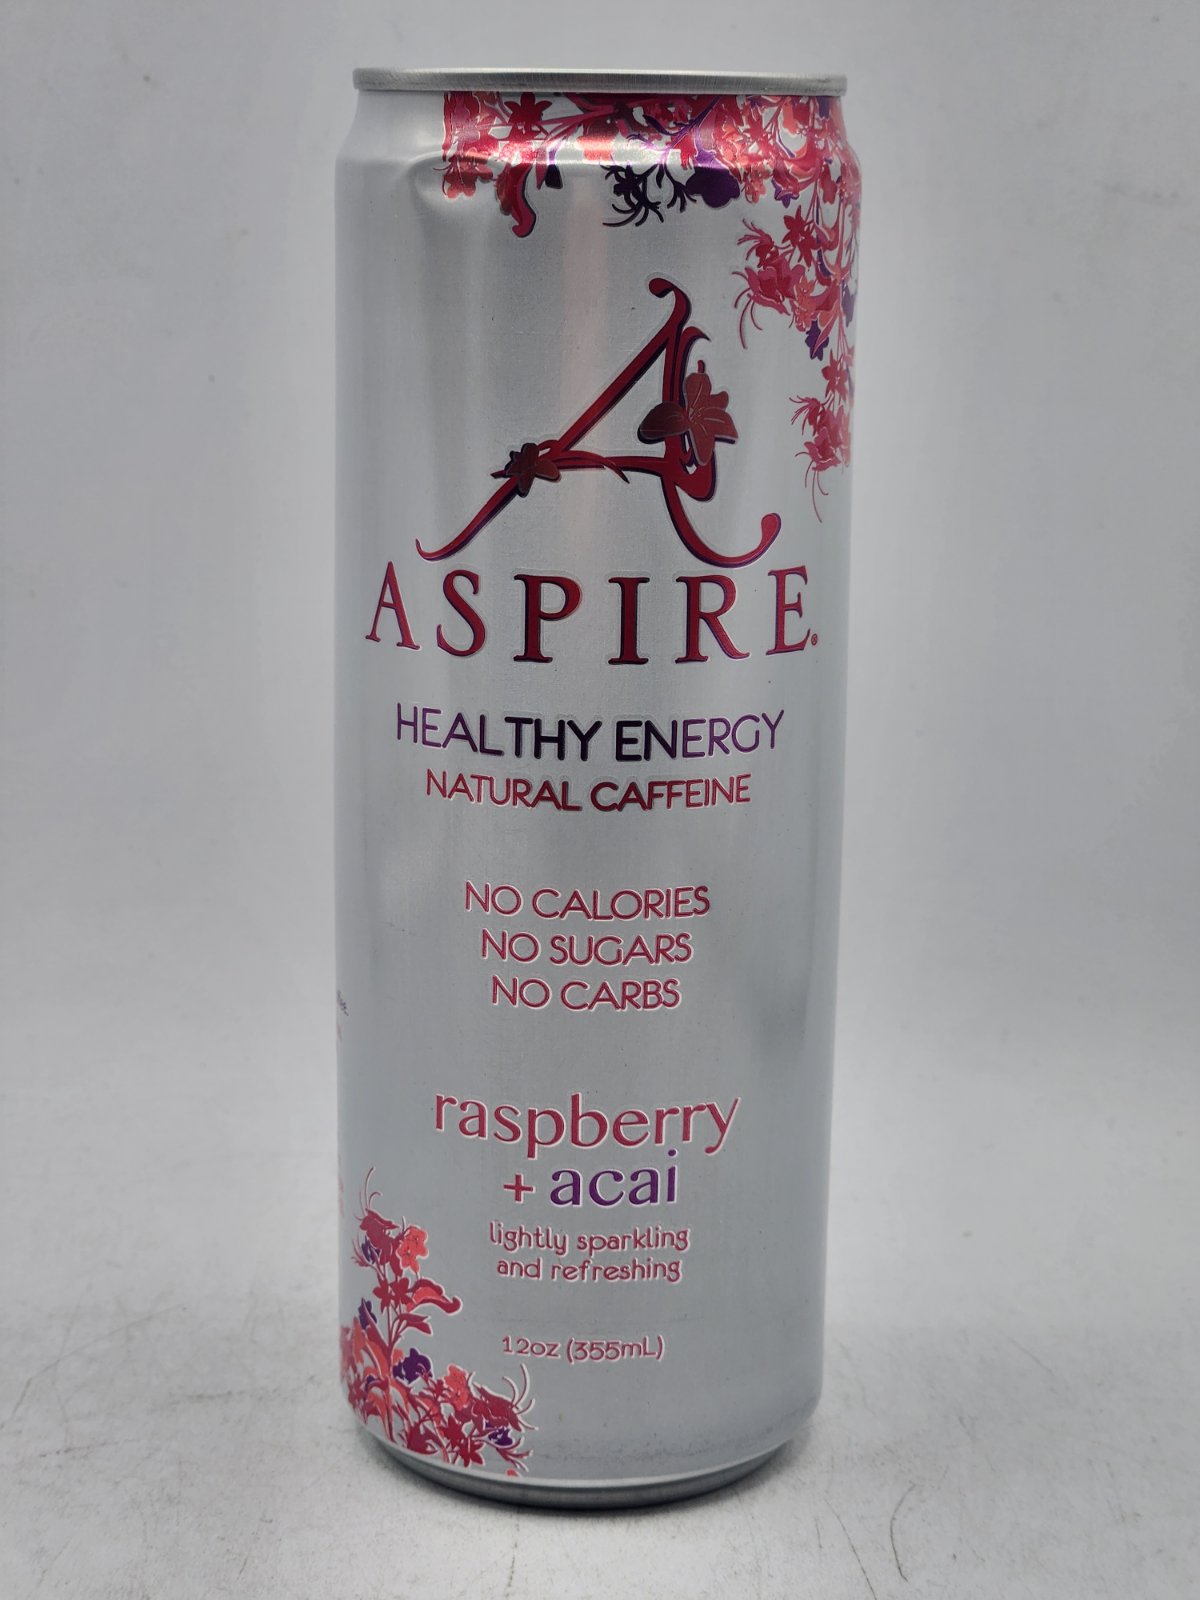 A
ASPIRE®
HEALTHY ENERGY
NATURAL CAFFEINE
NO CALORIES
NO SUGARS
NO CARBS
raspberry
+ acai
lightly sparkling
and refreshing
12oz (355mL)